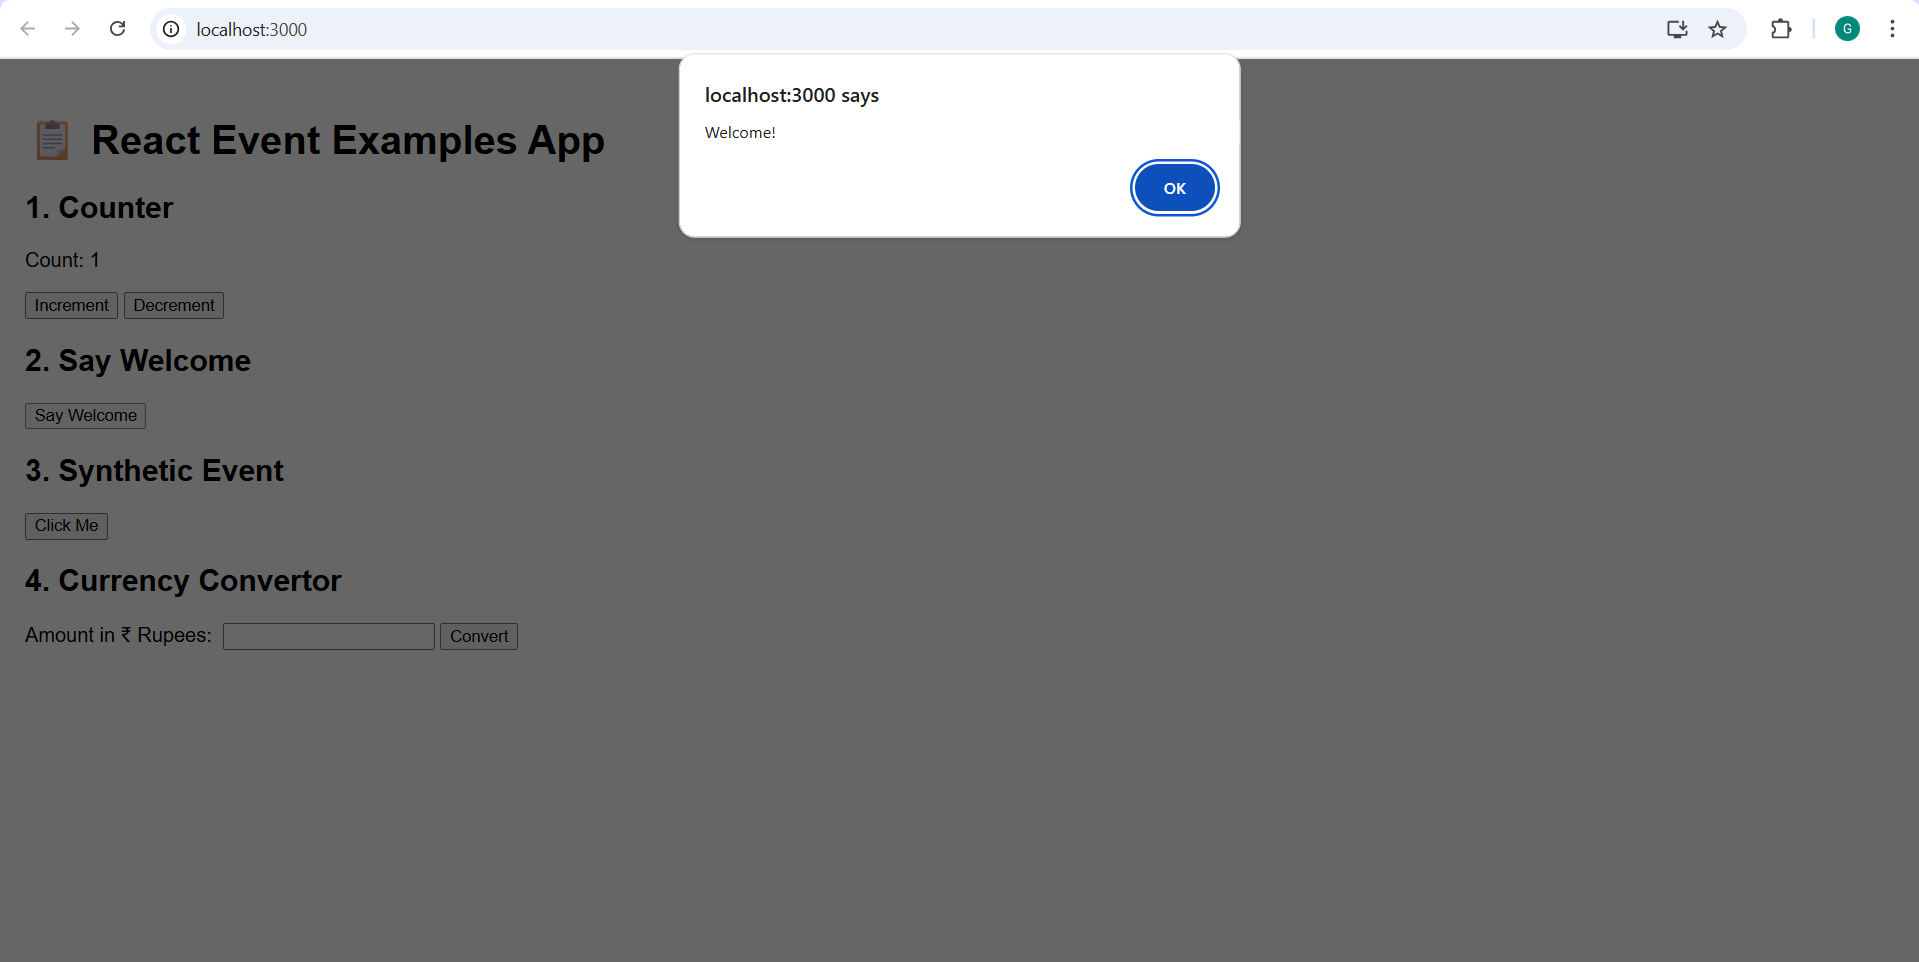 localhost:3000
G
localhost:3000 says
Welcome!
OK
📋 React Event Examples App
1. Counter
Count: 1
Increment Decrement
2. Say Welcome
Say Welcome
3. Synthetic Event
Click Me
4. Currency Convertor
Amount in ₹ Rupees: Convert